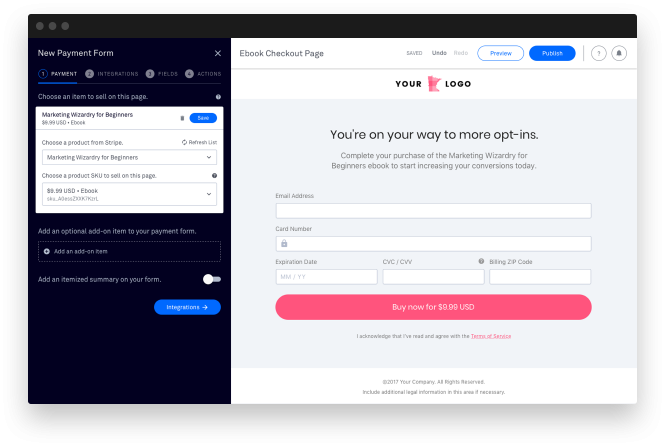 New Payment Form
1 PAYMENT 2 INTEGRATIONS 3 FIELDS 4 ACTIONS
Choose an item to sell on this page.
Marketing Wizardry for Beginners
$9.99 USD • Ebook
Save
Choose a product from Stripe.
Refresh List
Marketing Wizardry for Beginners
Choose a product SKU to sell on this page.
$9.99 USD • Ebook
Add an optional add-on item to your payment form.
Add an add-on item
Add an itemized summary on your form.
Integrations →
Ebook Checkout Page
SAVED Undo Redo Preview Publish ?
YOUR LOGO
You're on your way to more opt-ins.
Complete your purchase of the Marketing Wizardry for
Beginners ebook to start increasing your conversions today.
Email Address
Card Number
Expiration Date CVC / CVV Billing ZIP Code
MM / YY
Buy now for $9.99 USD
I acknowledge that I've read and agree with the Terms of Service
©2017 Your Company. All Rights Reserved.
Include additional legal information in this area if necessary.